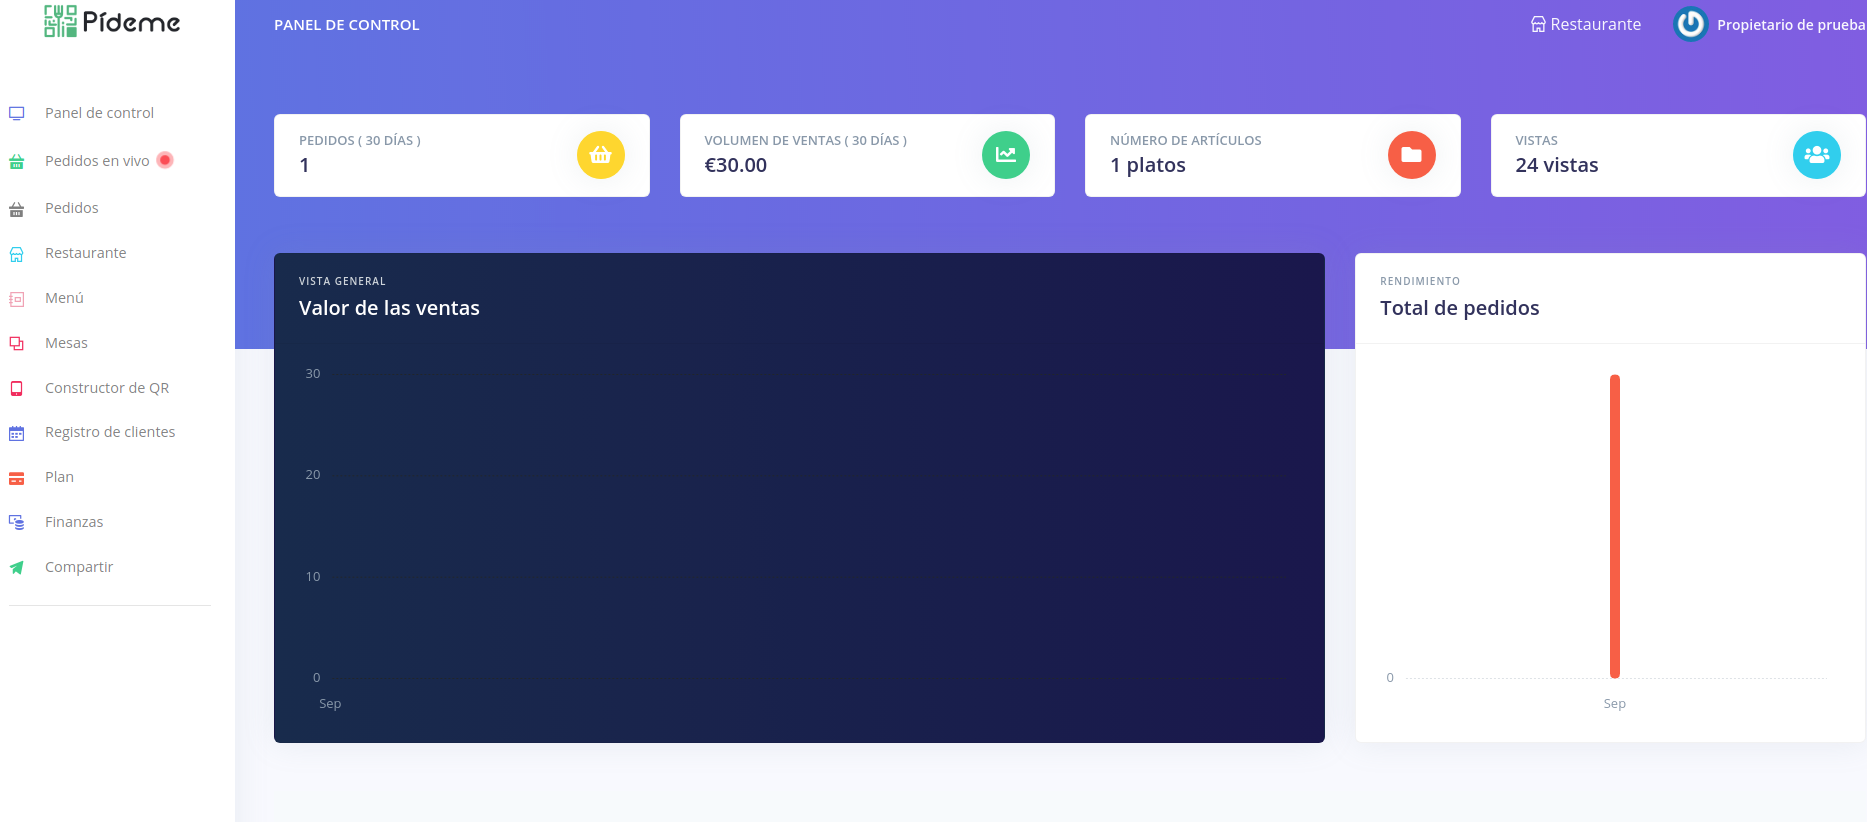 Pídeme
PANEL DE CONTROL
Restaurante
Propietario de prueba
Panel de control
Pedidos en vivo
Pedidos
Restaurante
Menú
Mesas
Constructor de QR
Registro de clientes
Plan
Finanzas
Compartir
PEDIDOS ( 30 DÍAS )
1
VOLUMEN DE VENTAS ( 30 DÍAS )
€30.00
NÚMERO DE ARTÍCULOS
1 platos
VISTAS
24 vistas
VISTA GENERAL
Valor de las ventas
30
20
10
0
Sep
RENDIMIENTO
Total de pedidos
0
Sep